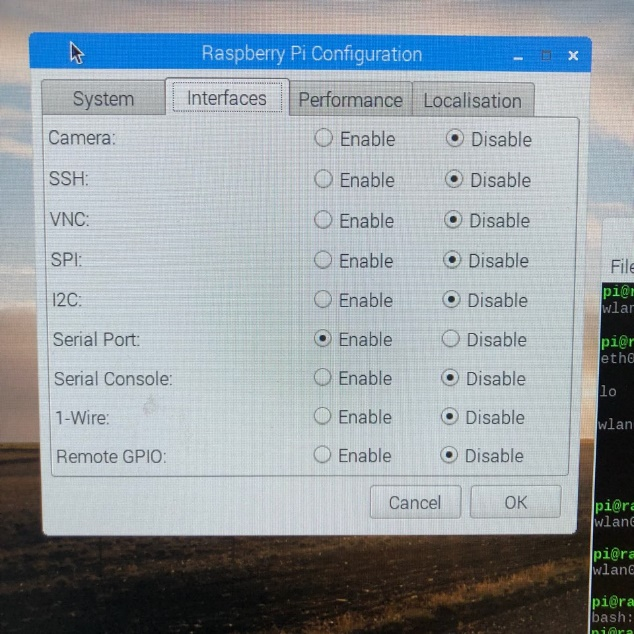 Raspberry Pi Configuration
System Interfaces Performance Localisation
Camera: Enable Disable
SSH: Enable Disable
VNC: Enable Disable
SPI: Enable Disable
I2C: Enable Disable
Serial Port: Enable Disable
Serial Console: Enable Disable
1-Wire: Enable Disable
Remote GPIO: Enable Disable
Cancel OK
File
pi@r
wlan
pi@r
eth0
lo
wlan
pi@ra
wlan0
pi@ra
wlan0
pi@ra
bash: